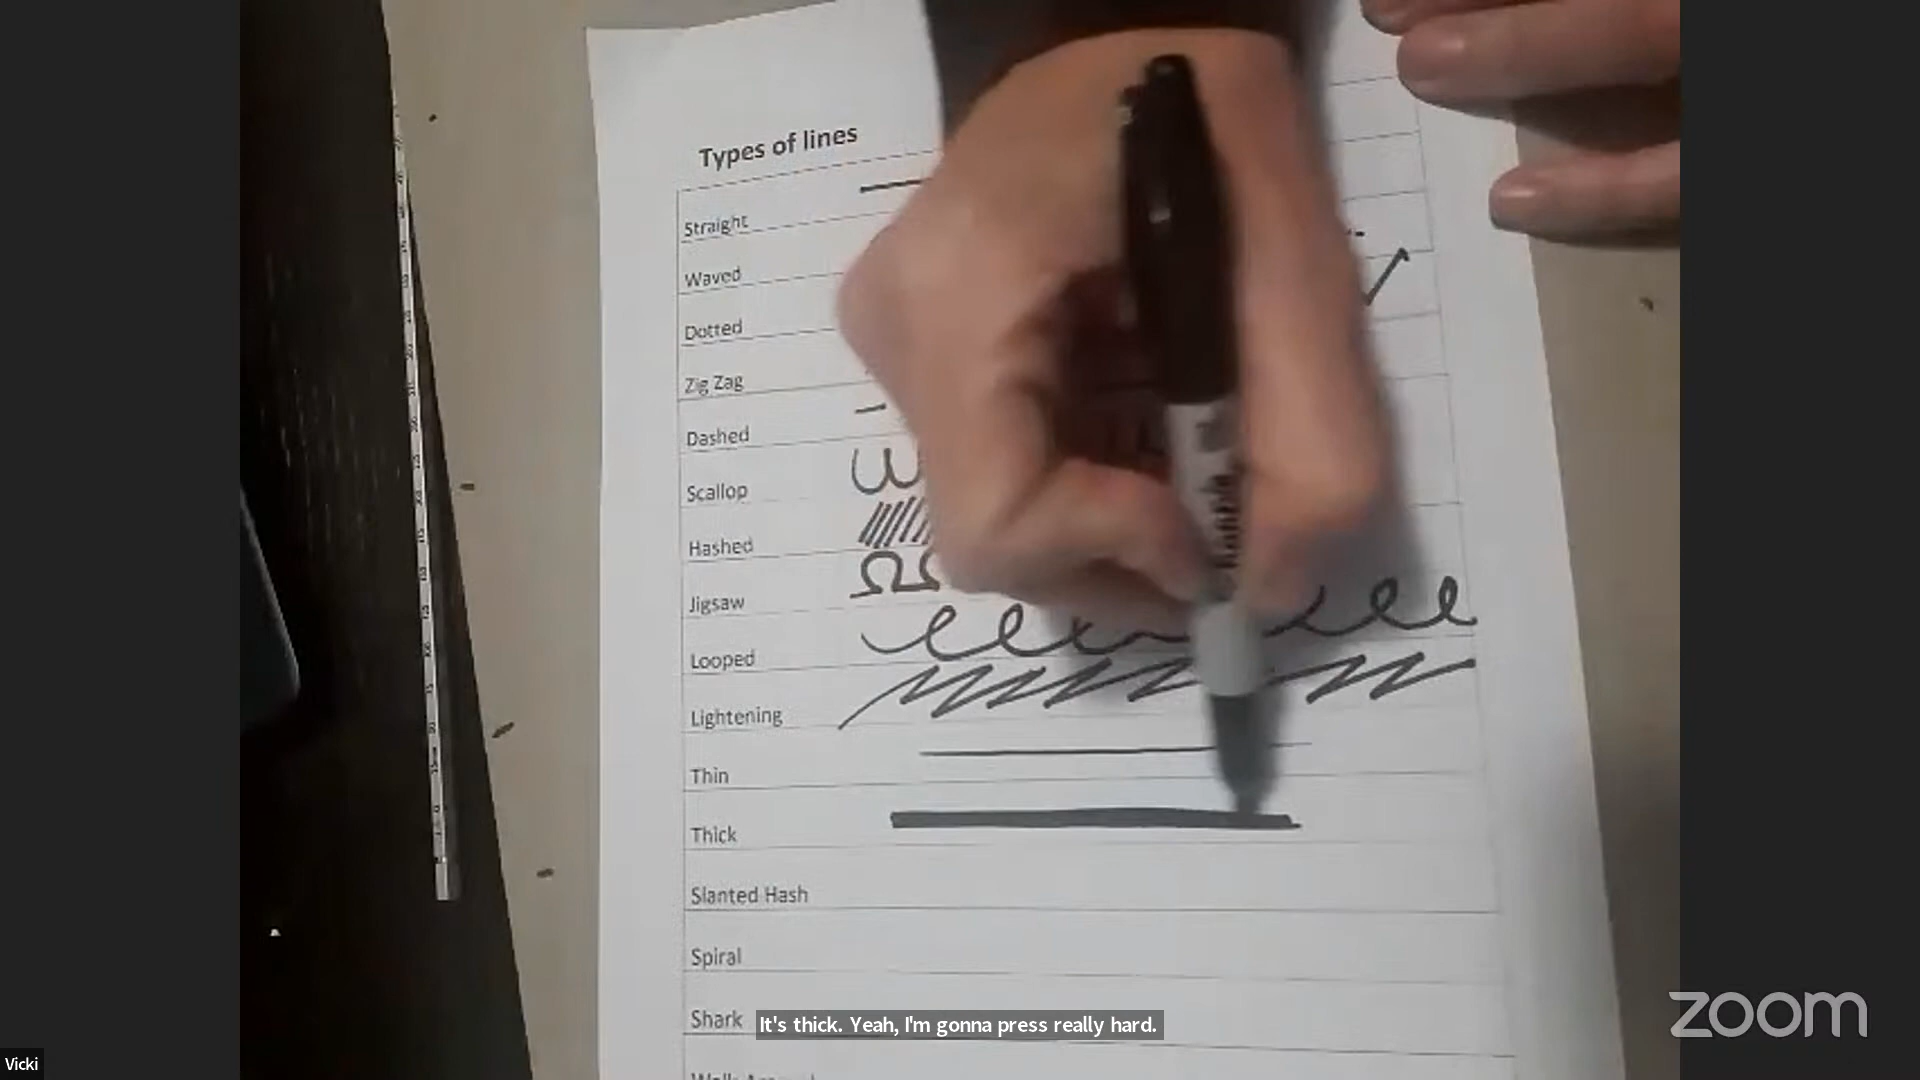 Types of lines
Straight
Waved
Dotted
Zig Zag
Dashed
Scallop
Hashed
Jigsaw
Looped
Lightening
Thin
Thick
Slanted Hash
Spiral
Shark
It's thick. Yeah, I'm gonna press really hard.
Vicki
zoom